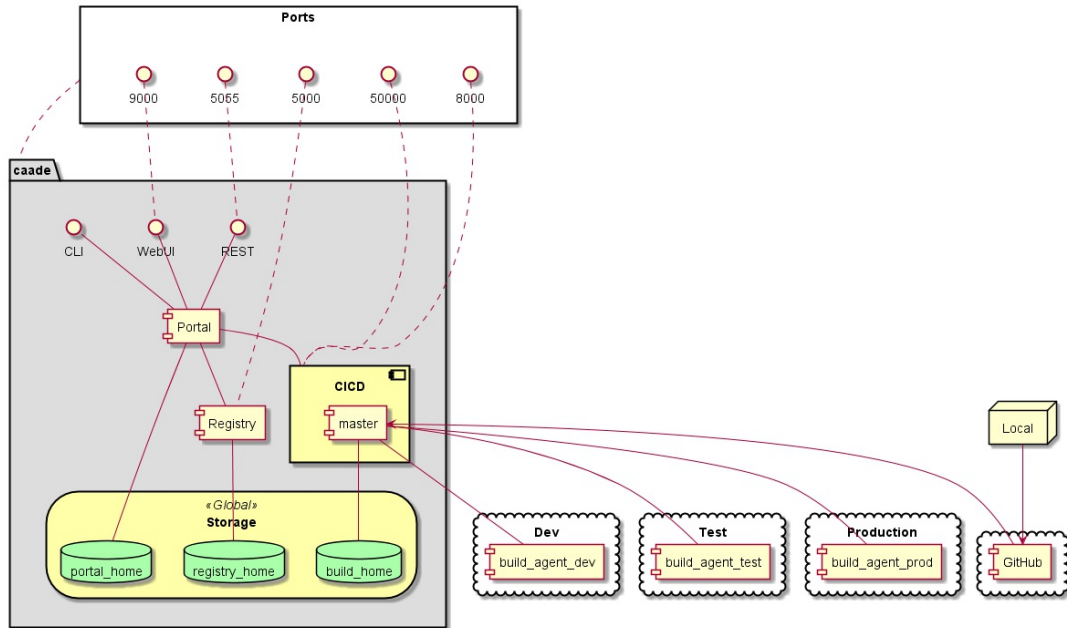 Ports
9000
5055
5000
50000
8000
caade
CLI
WebUI
REST
Portal
CICD
Registry
master
Local
«Global»
Storage
portal_home
registry_home
build_home
Dev
build_agent_dev
Test
build_agent_test
Production
build_agent_prod
GitHub